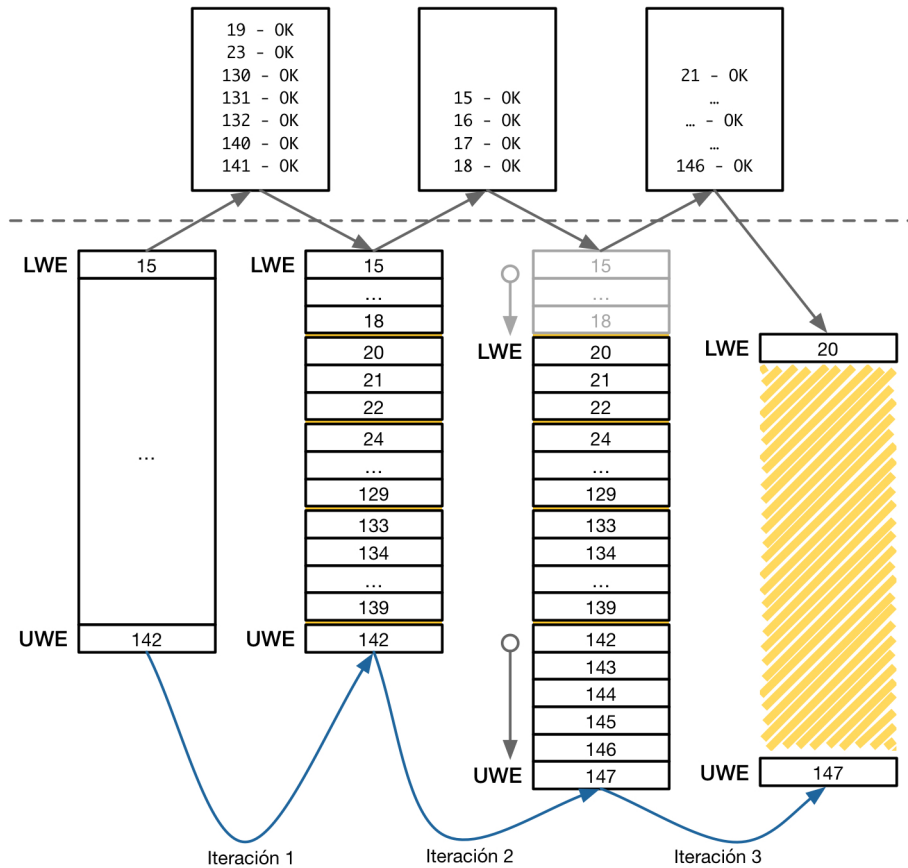 19 - OK
23 - OK
130 - OK
131 - OK
132 - OK
140 - OK
141 - OK
15 - OK
16 - OK
17 - OK
18 - OK
21 - OK
…
… - OK
…
146 - OK
LWE
15
...
UWE
142
LWE
15
...
18
20
21
22
24
...
129
133
134
...
139
UWE
142
15
...
18
LWE
20
21
22
24
...
129
133
134
...
139
142
143
144
145
146
UWE
147
LWE
20
UWE
147
Iteración 1
Iteración 2
Iteración 3